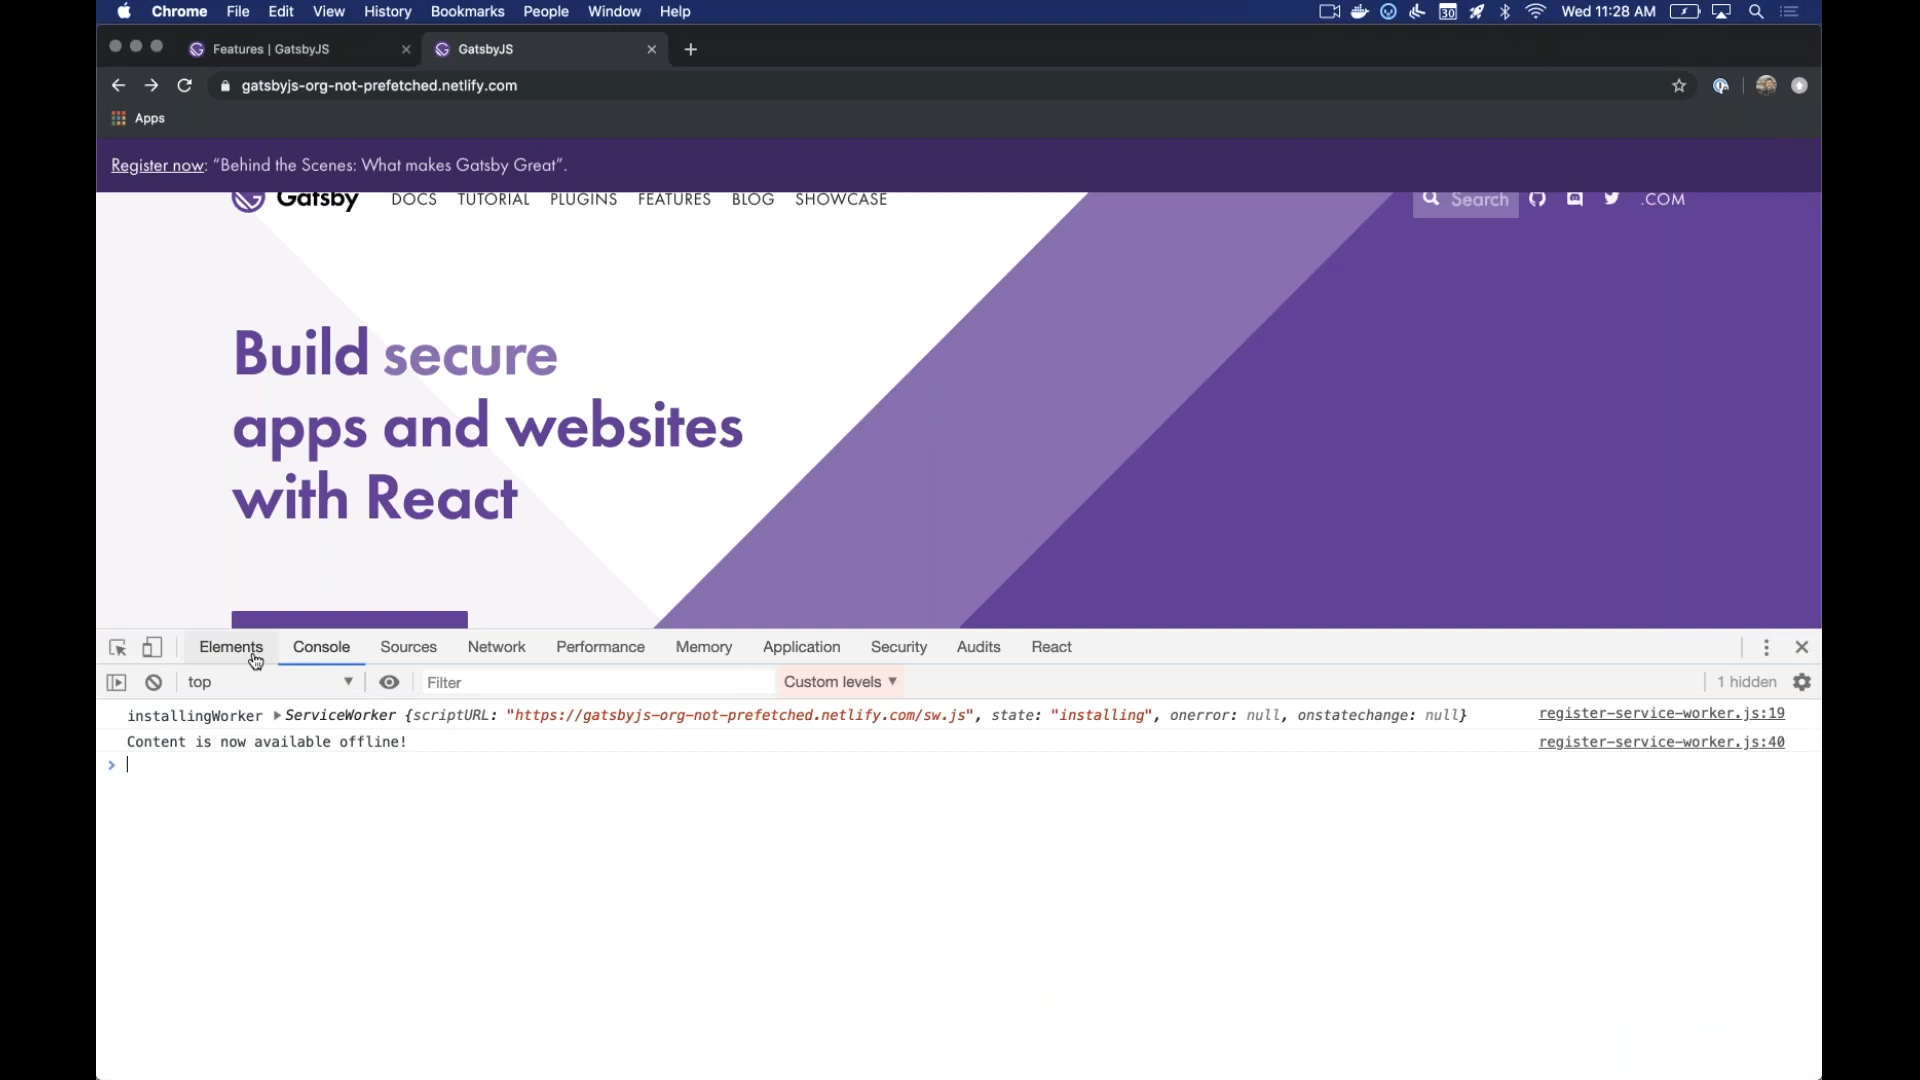 Chrome File Edit View History Bookmarks People Window Help 30 Wed 11:28 AM
Features | GatsbyJS GatsbyJS
gatsbyjs-org-not-prefetched.netlify.com
Apps
Register now: “Behind the Scenes: What makes Gatsby Great”.
Gatsby DOCS TUTORIAL PLUGINS FEATURES BLOG SHOWCASE Search .COM
Build secure
apps and websites
with React
Elements Console Sources Network Performance Memory Application Security Audits React
top Filter Custom levels 1 hidden
installingWorker ServiceWorker {scriptURL: "https://gatsbyjs-org-not-prefetched.netlify.com/sw.js", state: "installing", onerror: null, onstatechange: null} register-service-worker.js:19
Content is now available offline! register-service-worker.js:40